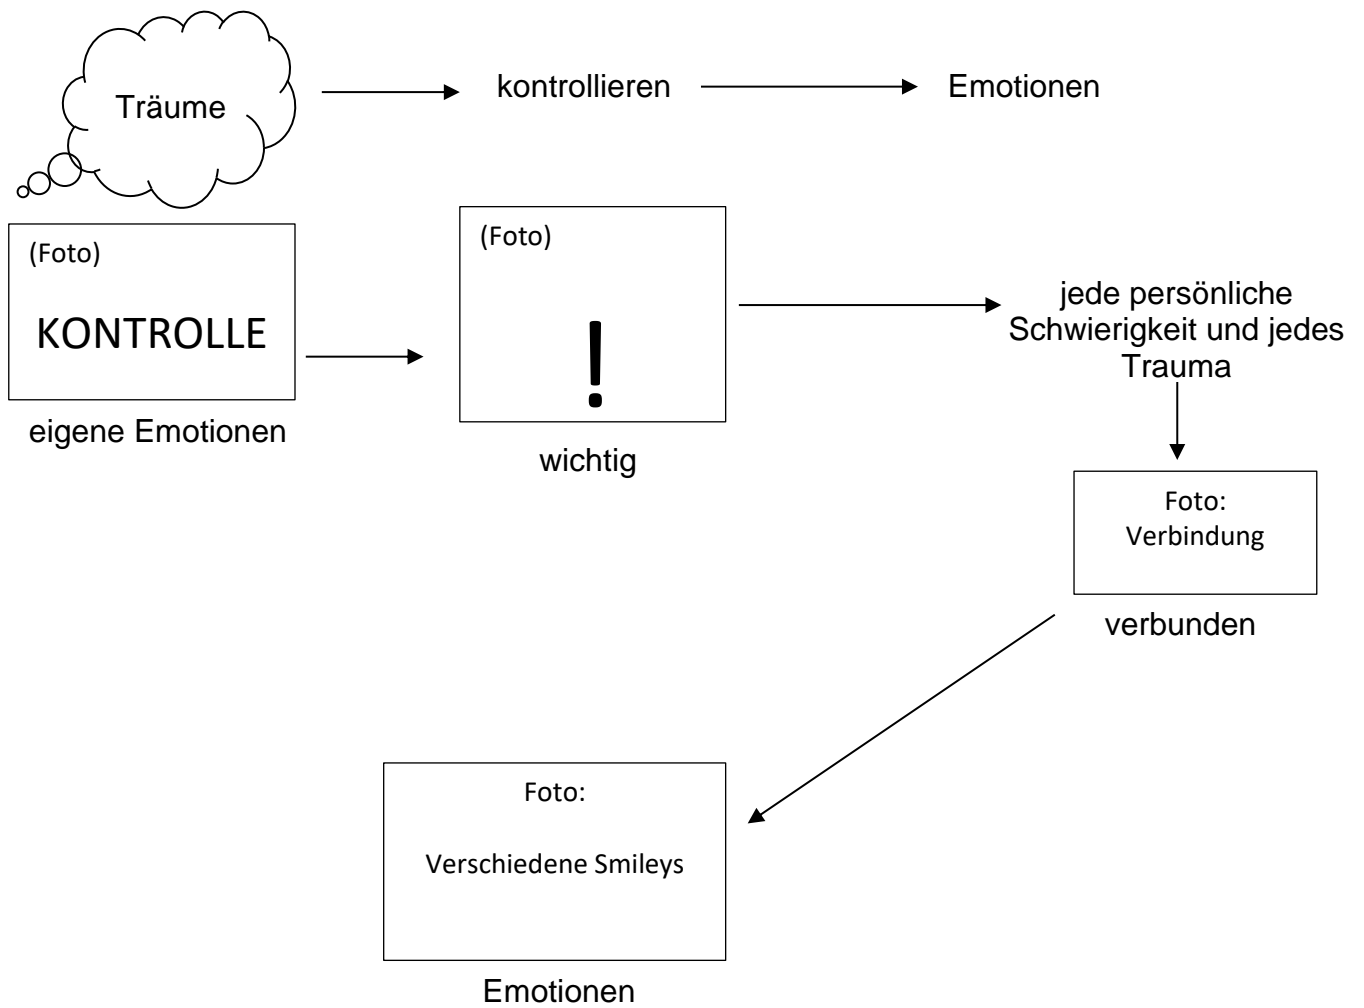 Träume
kontrollieren
Emotionen
(Foto)
KONTROLLE
eigene Emotionen
(Foto)
!
wichtig
jede persönliche
Schwierigkeit und jedes
Trauma
Foto:
Verbindung
verbunden
Foto:
Verschiedene Smileys
Emotionen